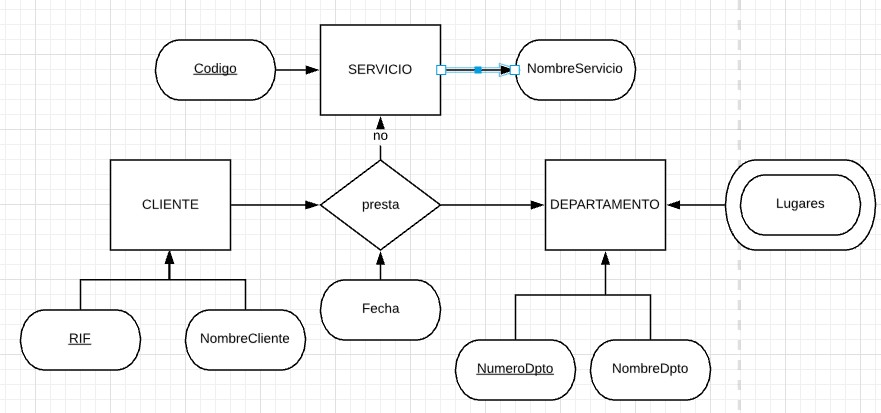 Codigo
SERVICIO
NombreServicio
no
CLIENTE
presta
DEPARTAMENTO
Lugares
RIF
NombreCliente
Fecha
NumeroDpto
NombreDpto